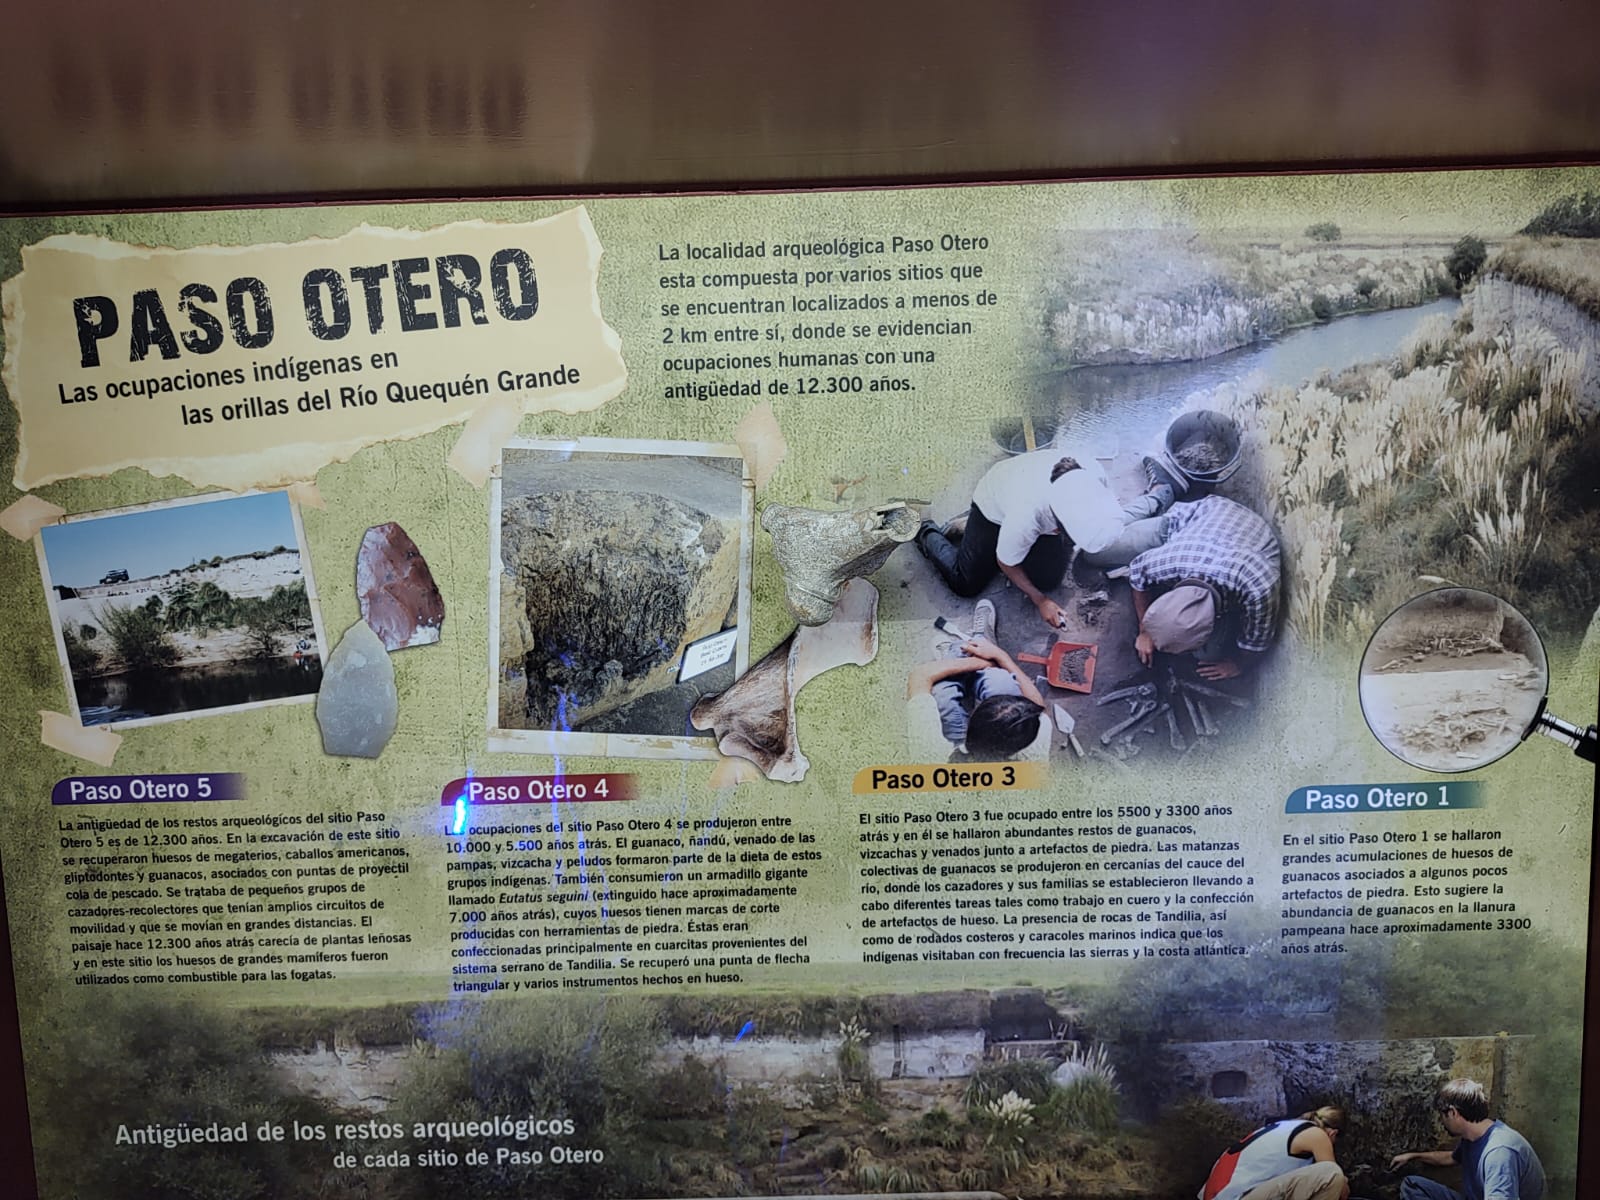 PASO OTERO
Las ocupaciones indígenas en
las orillas del Río Quequén Grande
La localidad arqueológica Paso Otero
esta compuesta por varios sitios que
se encuentran localizados a menos de
2 km entre sí, donde se evidencian
ocupaciones humanas con una
antigüedad de 12.300 años.
Paso Otero 5
La antigüedad de los restos arqueológicos del sitio Paso
Otero 5 es de 12.300 años. En la excavación de este sitio
se recuperaron huesos de megaterios, caballos americanos,
gliptodontes y guanacos, asociados con puntas de proyectil
cola de pescado. Se trataba de pequeños grupos de
cazadores-recolectores que tenían amplios circuitos de
movilidad y que se movían en grandes distancias. El
paisaje hace 12.300 años atrás carecía de plantas leñosas
y en este sitio los huesos de grandes mamíferos fueron
utilizados como combustible para las fogatas.
Paso Otero 4
ocupaciones del sitio Paso Otero 4 se produjeron entre
10.000 y 5.500 años atrás. El guanaco, ñandú, venado de las
pampas, vizcacha y peludos formaron parte de la dieta de estos
grupos indígenas. También consumieron un armadillo gigante
llamado Eutatus seguini (extinguido hace aproximadamente
7.000 años atrás), cuyos huesos tienen marcas de corte
producidas con herramientas de piedra. Éstas eran
confeccionadas principalmente en cuarcitas provenientes del
sistema serrano de Tandilia. Se recuperó una punta de flecha
triangular y varios instrumentos hechos en hueso.
Paso Otero 3
El sitio Paso Otero 3 fue ocupado entre los 5500 y 3300 años
atrás y en él se hallaron abundantes restos de guanacos,
vizcachas y venados junto a artefactos de piedra. Las matanzas
colectivas de guanacos se produjeron en cercanías del cauce del
río, donde los cazadores y sus familias se establecieron llevando a
cabo diferentes tareas tales como trabajo en cuero y la confección
de artefactos de hueso. La presencia de rocas de Tandilia, así
como de rodados costeros y caracoles marinos indica que los
indígenas visitaban con frecuencia las sierras y la costa atlántica.
Paso Otero 1
En el sitio Paso Otero 1 se hallaron
grandes acumulaciones de huesos de
guanacos asociados a algunos pocos
artefactos de piedra. Esto sugiere la
abundancia de guanacos en la llanura
pampeana hace aproximadamente 3300
años atrás.
Antigüedad de los restos arqueológicos
de cada sitio de Paso Otero